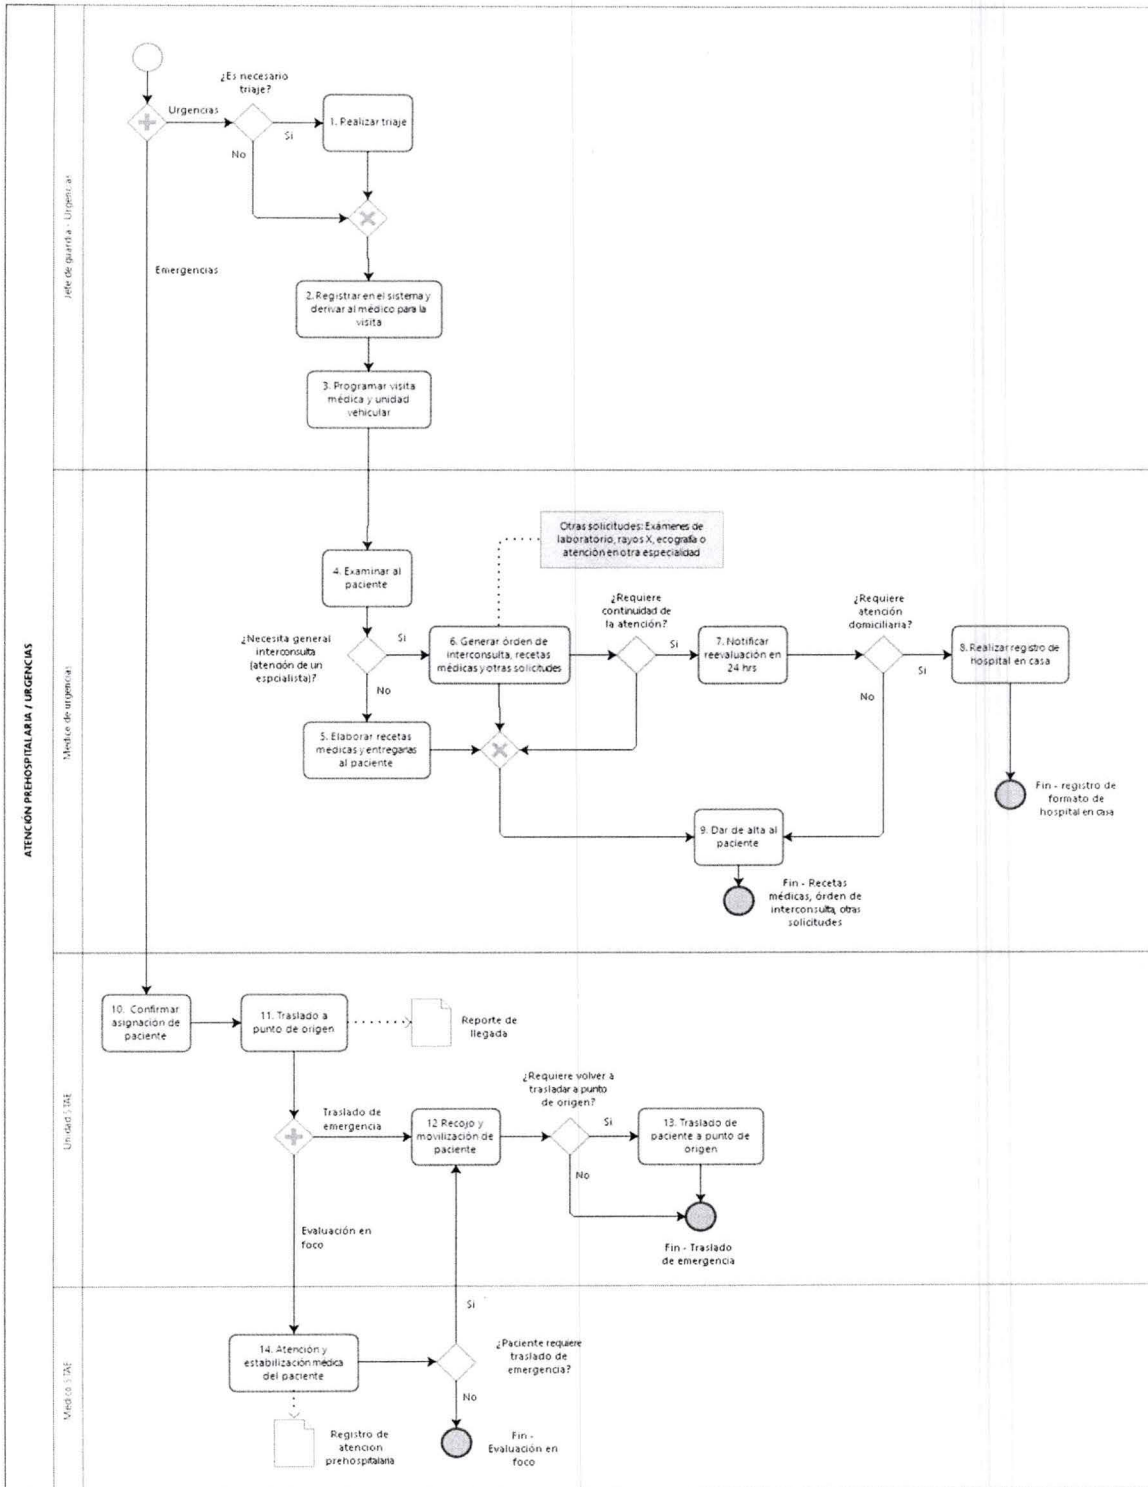 ATENCIÓN PREHOSPITALARIA / URGENCIAS
Jefe de guardia - Urgencias
¿Es necesario
triaje?
Urgencias
Si
No
1. Realizar triaje
Emergencias
2. Registrar en el sistema y
derivar al médico para la
visita
3. Programar visita
médica y unidad
vehicular
Médico de urgencias
Otras solicitudes: Exámenes de
laboratorio, rayos X, ecografía o
atención en otra especialidad
4. Examinar al
paciente
¿Necesita general
interconsulta
(atención de un
espcialista)?
Si
No
6. Generar órden de
interconsulta, recetas
médicas y otras solicitudes
¿Requiere
continuidad de
la atención?
Si
7. Notificar
reevaluación en
24 hrs
¿Requiere
atención
domiciliaria?
Si
No
8. Realizar registro de
hospital en casa
5. Elaborar recetas
médicas y entregarlas
al paciente
Fin - registro de
formato de
hospital en casa
9. Dar de alta al
paciente
Fin - Recetas
médicas, órden de
interconsulta, otras
solicitudes
Unidad STAE
10. Confirmar
asignación de
paciente
11. Traslado a
punto de origen
Reporte de
llegada
Traslado de
emergencia
12 Recojo y
movilización de
paciente
¿Requiere volver a
trasladar a punto
de origen?
Si
No
13. Traslado de
paciente a punto de
origen
Fin - Traslado
de emergencia
Evaluación en
foco
Médico STAE
14. Atención y
estabilización médica
del paciente
Si
¿Paciente requiere
traslado de
emergencia?
No
Registro de
atencion
prehospitalaria
Fin -
Evaluación en
foco